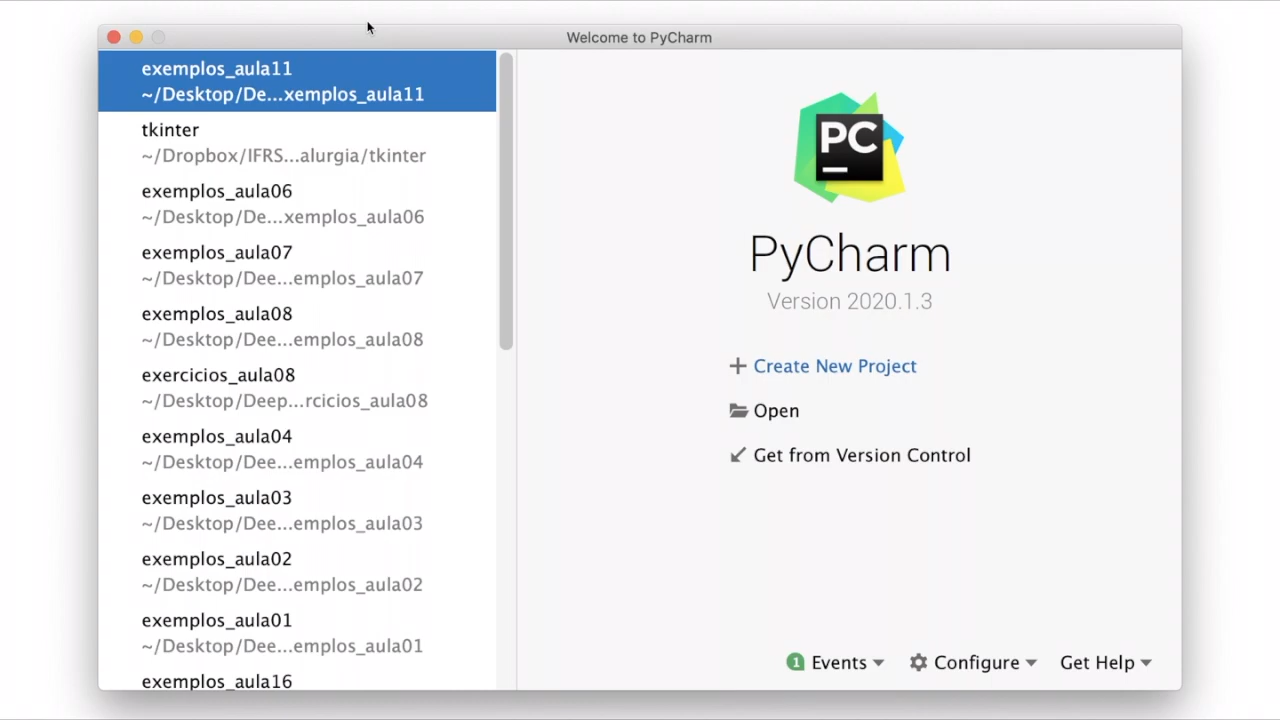 Welcome to PyCharm
exemplos_aula11
~/Desktop/De...xemplos_aula11
tkinter
~/Dropbox/IFRS...alurgia/tkinter
exemplos_aula06
~/Desktop/De...xemplos_aula06
exemplos_aula07
~/Desktop/Dee...emplos_aula07
exemplos_aula08
~/Desktop/Dee...emplos_aula08
exercicios_aula08
~/Desktop/Deep...rcicios_aula08
exemplos_aula04
~/Desktop/Dee...emplos_aula04
exemplos_aula03
~/Desktop/Dee...emplos_aula03
exemplos_aula02
~/Desktop/Dee...emplos_aula02
exemplos_aula01
~/Desktop/Dee...emplos_aula01
exemplos_aula16
PC
PyCharm
Version 2020.1.3
Create New Project
Open
Get from Version Control
1 Events
Configure
Get Help